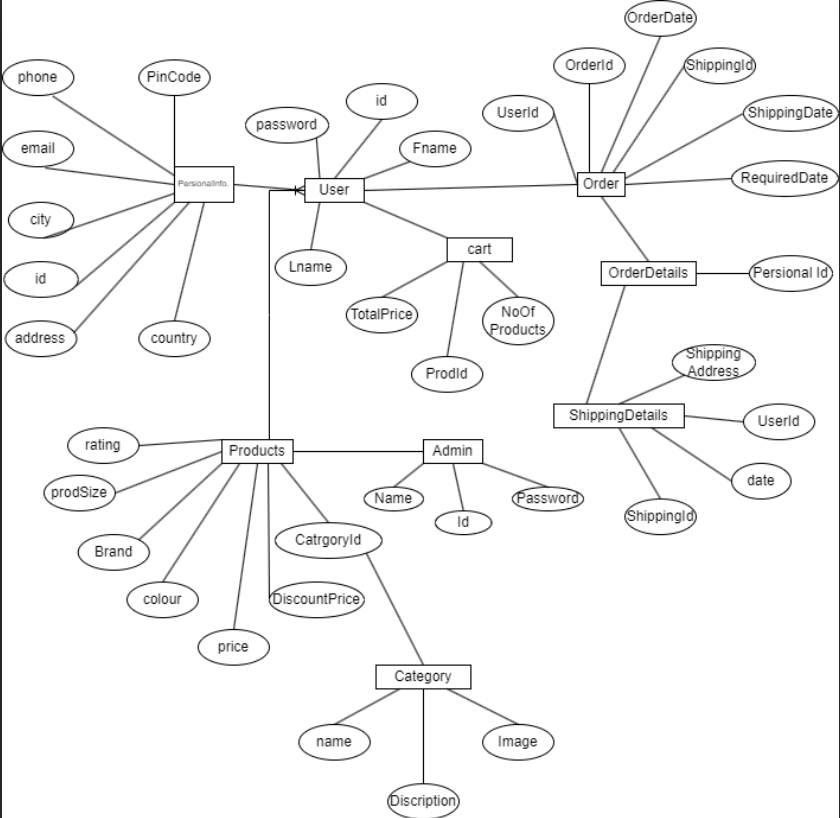 OrderDate
OrderId
ShippingId
phone
PinCode
id
UserId
ShippingDate
password
email
Fname
RequiredDate
PersionalInfo.
User
Order
city
cart
Lname
OrderDetails
Persional Id
id
TotalPrice
NoOf
Products
address
country
Shipping
Address
ProdId
ShippingDetails
UserId
rating
Products
Admin
date
prodSize
Name
Password
Id
ShippingId
CatrgoryId
Brand
colour
DiscountPrice
price
Category
name
Image
Discription